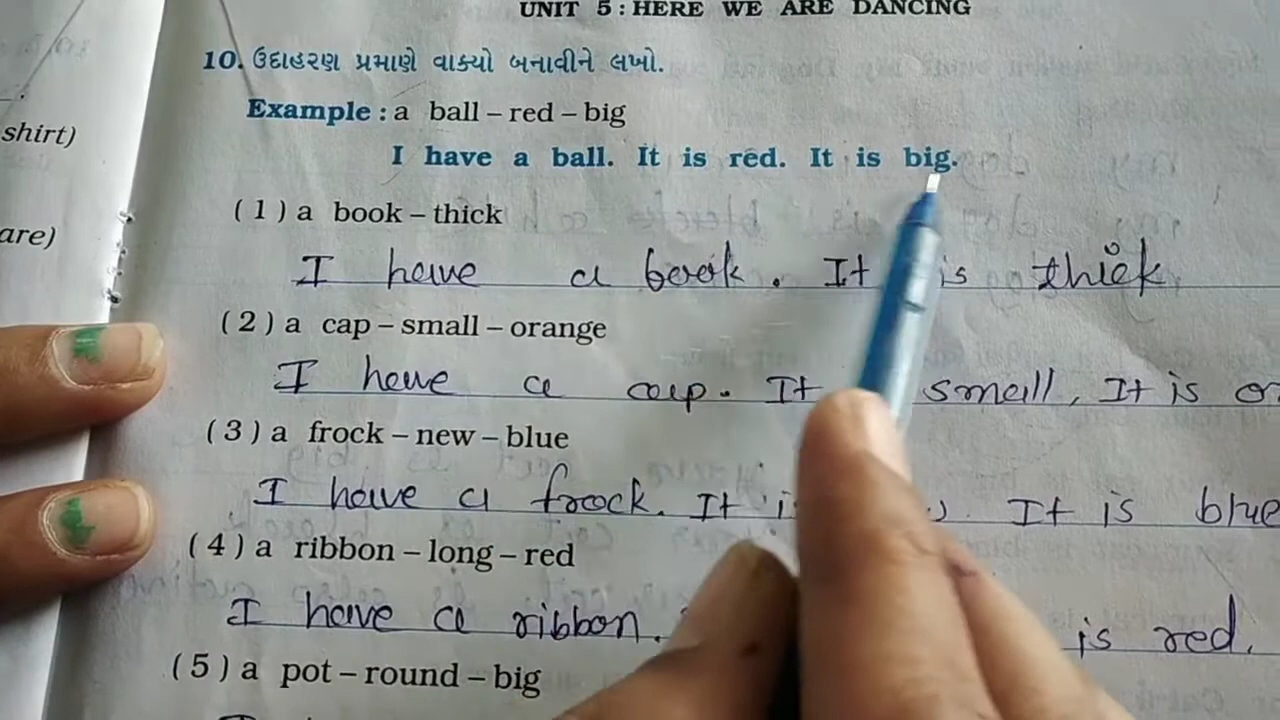 UNIT 5 : HERE WE ARE DANCING
10. ઉદાહરણ પ્રમાણે વાક્યો બનાવીને લખો.
Example : a ball – red – big
shirt)
I have a ball. It is red. It is big.
( 1 ) a book – thick
are)
I have a book. It is thick
( 2 ) a cap – small – orange
I have a cap. It small, It is
( 3 ) a frock – new – blue
I have a frock. It It is blue
( 4 ) a ribbon – long – red
I have a ribbon. is red.
( 5 ) a pot – round – big